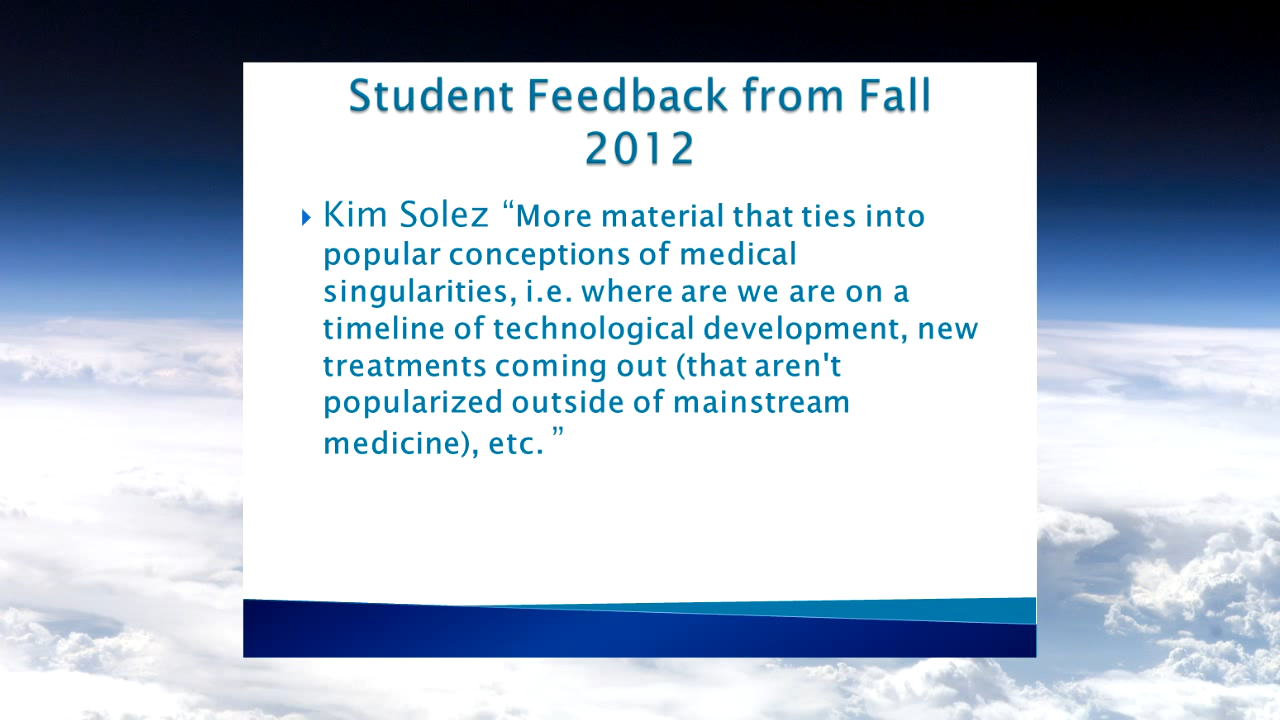 Student Feedback from Fall
2012
Kim Solez “More material that ties into
popular conceptions of medical
singularities, i.e. where are we are on a
timeline of technological development, new
treatments coming out (that aren't
popularized outside of mainstream
medicine), etc. ”